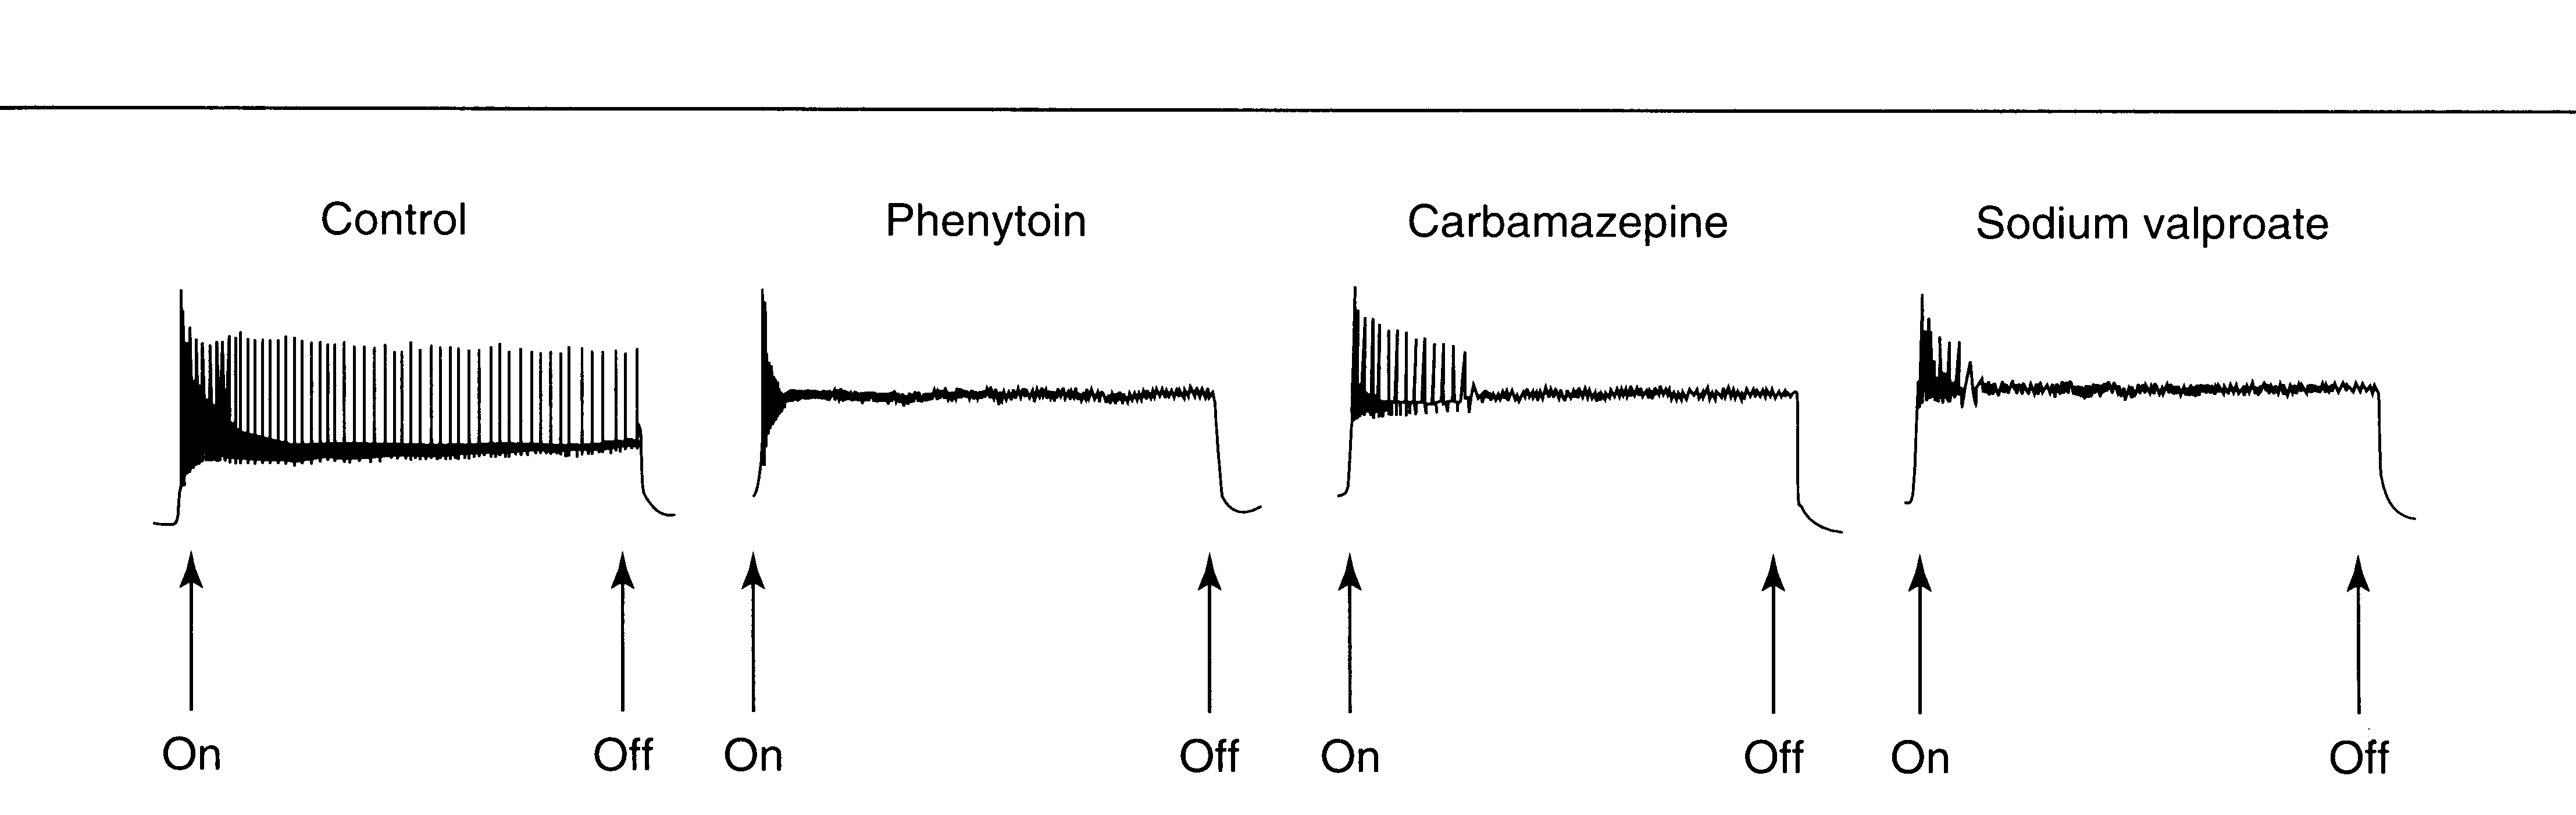 Control Phenytoin Carbamazepine Sodium valproate
On Off On Off On Off On Off